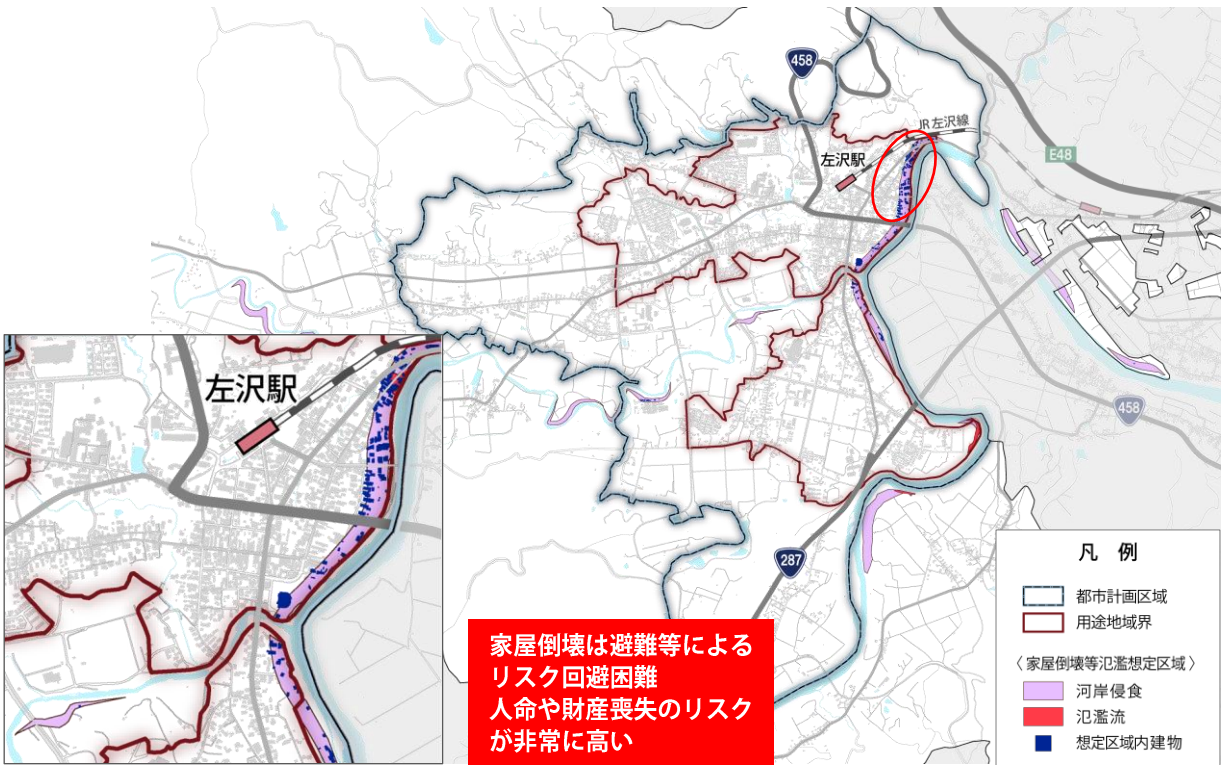 458
JR左沢線
左沢駅
E48
458
左沢駅
287
家屋倒壊は避難等による
リスク回避困難
人命や財産喪失のリスク
が非常に高い
凡 例
都市計画区域
用途地域界
〈 家屋倒壊等氾濫想定区域 〉
河岸侵食
氾濫流
想定区域内建物